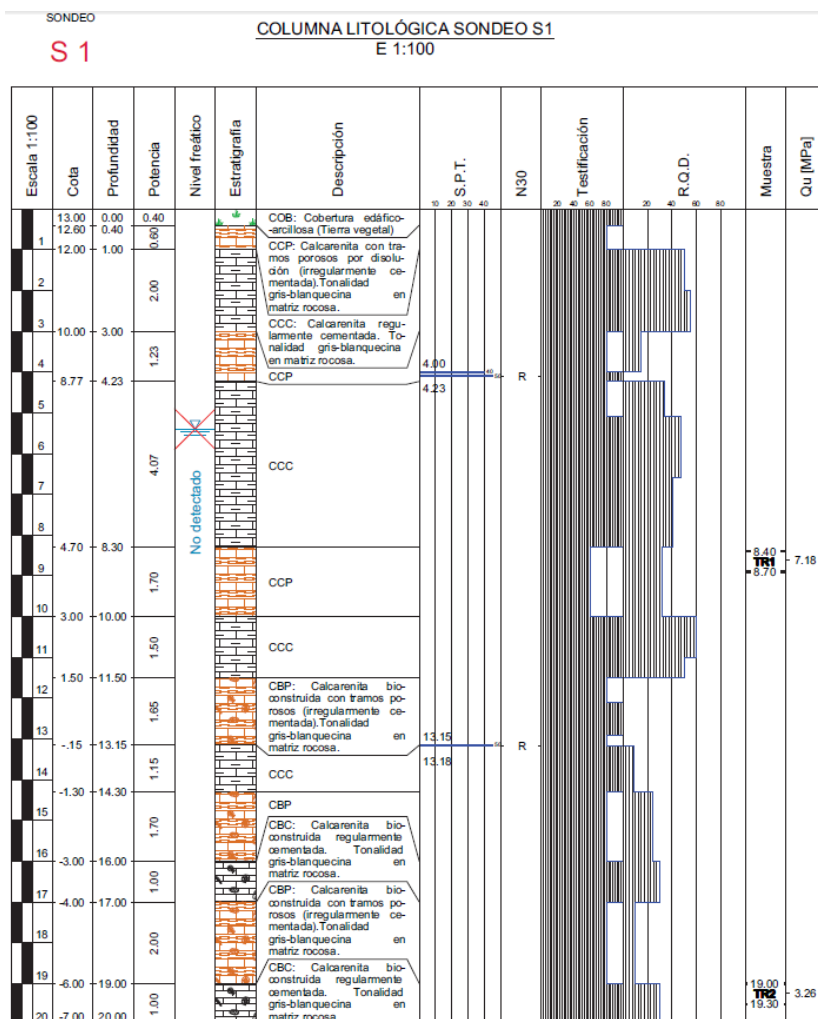 SONDEO
S 1
COLUMNA LITOLÓGICA SONDEO S1
E 1:100
Escala 1:100
Cota
Profundidad
Potencia
Nivel freático
Estratigrafía
Descripción
S.P.T.
10 20 30 40
N30
Testificación
20 40 60 80
R.Q.D.
20 40 60 80
Muestra
Qu [MPa]
13.00 0.00 0.40
12.60 0.40 0.60
12.00 1.00
2.00
10.00 3.00
1.23
8.77 4.23
4.07
4.70 8.30
1.70
3.00 10.00
1.50
1.50 11.50
1.65
-.15 13.15
1.15
-1.30 14.30
1.70
-3.00 16.00
1.00
-4.00 17.00
2.00
-6.00 19.00
1.00
-7.00 20.00
1
2
3
4
5
6
7
8
9
10
11
12
13
14
15
16
17
18
19
20
No detectado
COB: Cobertura edáfico-
-arcillosa (Tierra vegetal)
CCP: Calcarenita con tra-
mos porosos por disolu-
ción (irregularmente ce-
mentada).Tonalidad
gris-blanquecina en
matriz rocosa.
CCC: Calcarenita regu-
larmente cementada. To-
nalidad gris-blanquecina
en matriz rocosa.
CCP
CCC
CCP
CCC
CBP: Calcarenita bio-
construida con tramos po-
rosos (irregularmente ce-
mentada).Tonalidad
gris-blanquecina en
matriz rocosa.
CCC
CBP
CBC: Calcarenita bio-
construida regularmente
cementada. Tonalidad
gris-blanquecina en
matriz rocosa.
CBP: Calcarenita bio-
construida con tramos po-
rosos (irregularmente ce-
mentada).Tonalidad
gris-blanquecina en
matriz rocosa.
CBC: Calcarenita bio-
construida regularmente
cementada. Tonalidad
gris-blanquecina en
matriz rocosa.
4.00
4.23
R
13.15
13.18
R
8.40
TR1
8.70
7.18
19.00
TR2
19.30
3.26